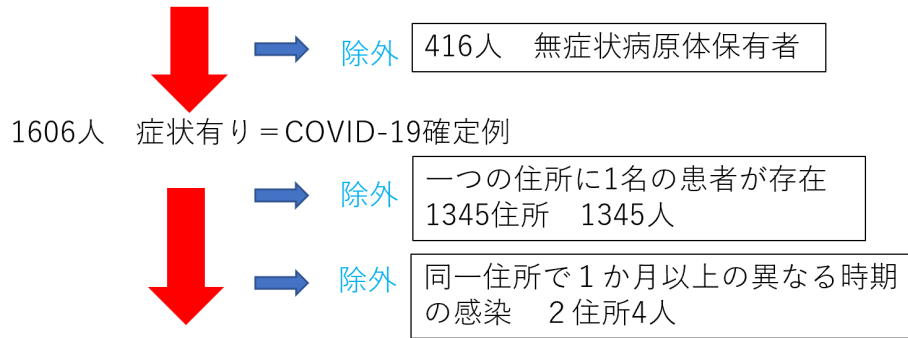 除外 416人　無症状病原体保有者
1606人　症状有り＝COVID-19確定例
除外 一つの住所に1名の患者が存在
1345住所　1345人
除外 同一住所で１か月以上の異なる時期
の感染　２住所4人